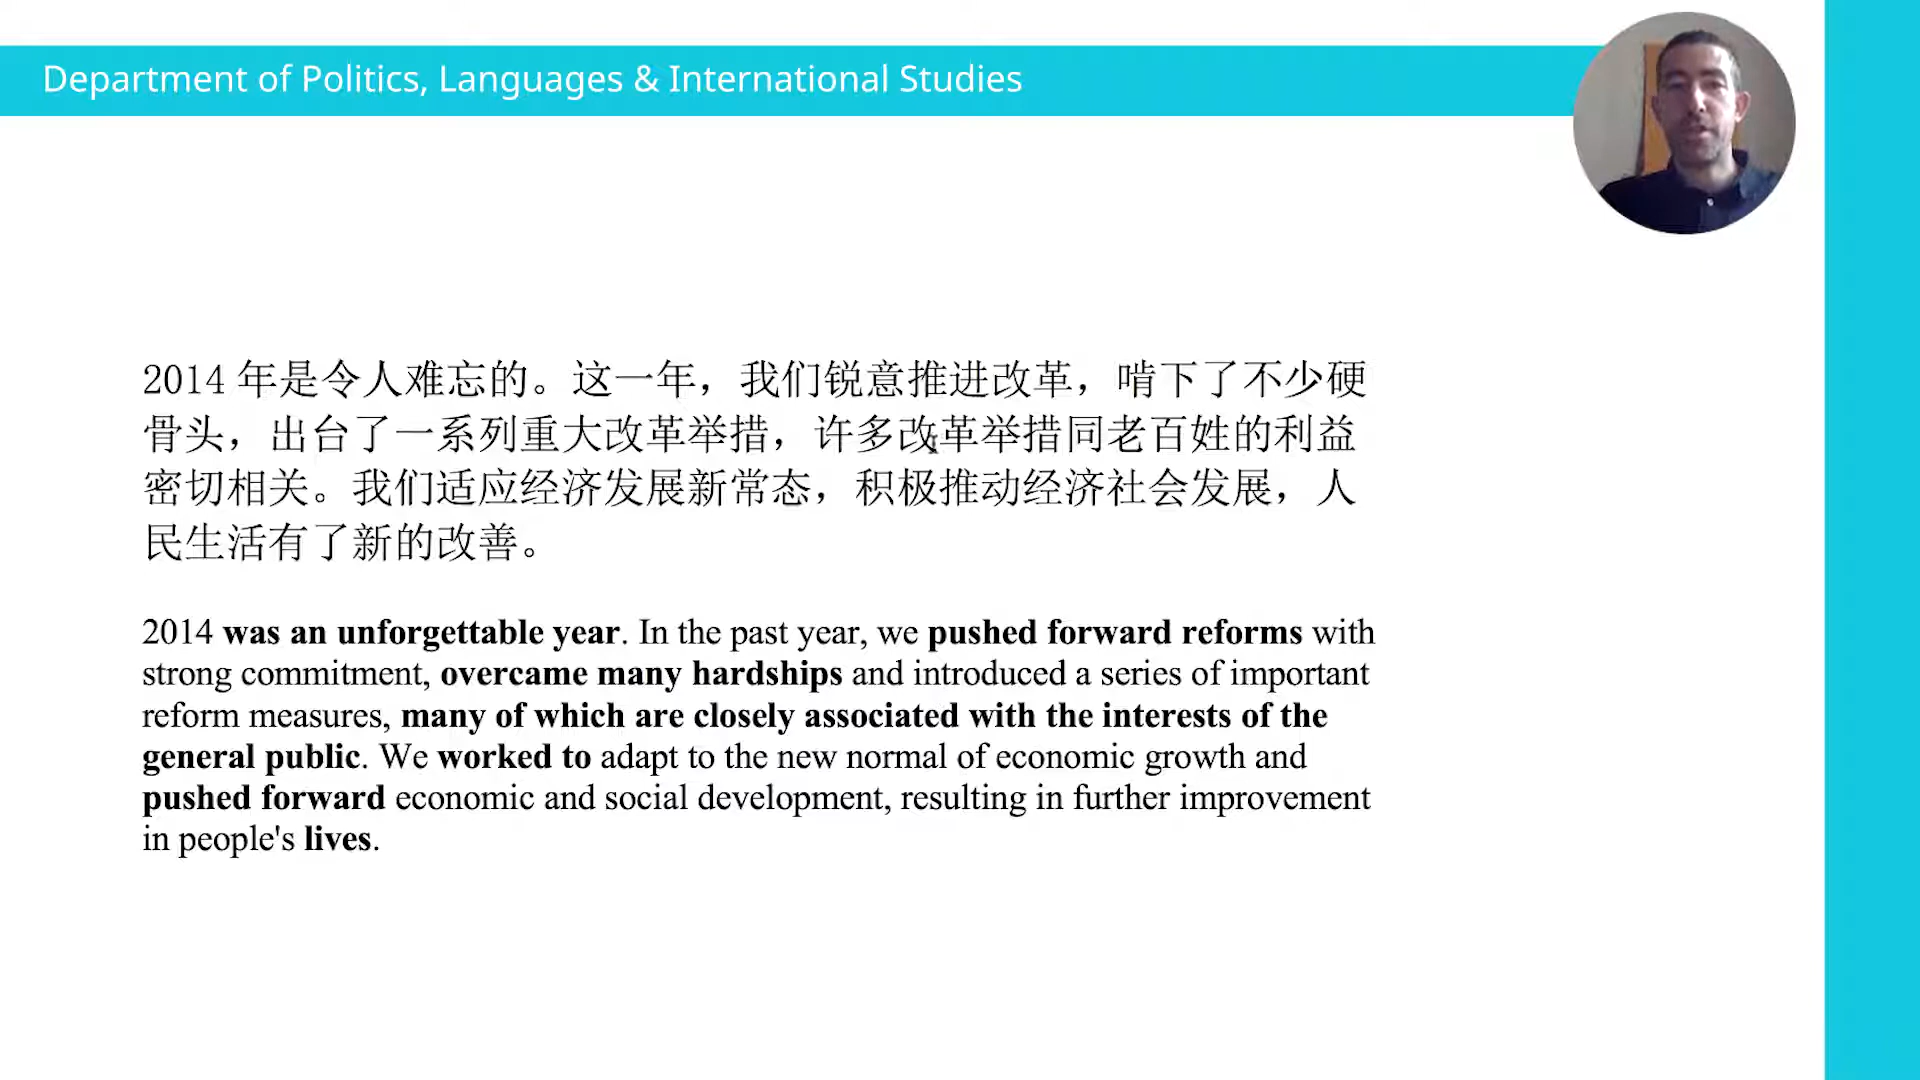 Department of Politics, Languages & International Studies
2014 年是令人难忘的。这一年，我们锐意推进改革，啃下了不少硬
骨头，出台了一系列重大改革举措，许多改革举措同老百姓的利益
密切相关。我们适应经济发展新常态，积极推动经济社会发展，人
民生活有了新的改善。
2014 was an unforgettable year. In the past year, we pushed forward reforms with
strong commitment, overcame many hardships and introduced a series of important
reform measures, many of which are closely associated with the interests of the
general public. We worked to adapt to the new normal of economic growth and
pushed forward economic and social development, resulting in further improvement
in people's lives.